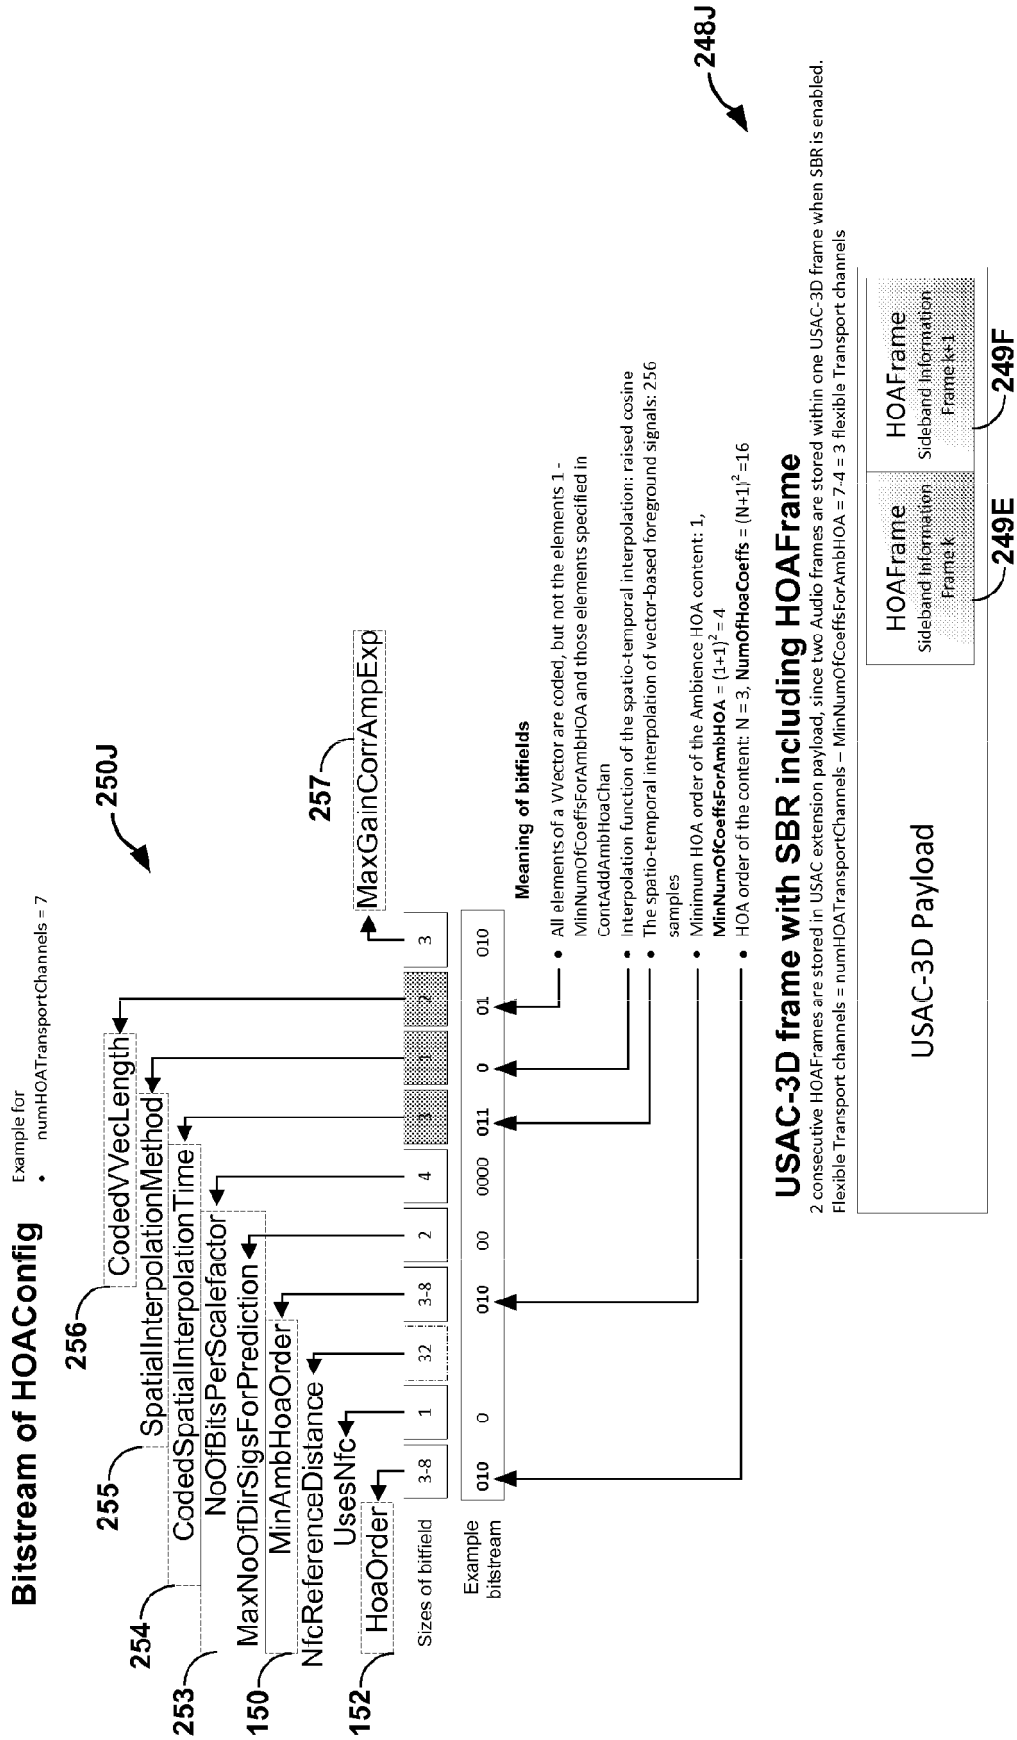 Bitstream of HOAConfig
Example for
• numHOATransportChannels = 7
250J
256
CodedVVecLength
255
SpatialInterpolationMethod
254
CodedSpatialInterpolationTime
253
NoOfBitsPerScalefactor
MaxNoOfDirSigsForPrediction
150
MinAmbHoaOrder
NfcReferenceDistance
UsesNfc
152
HoaOrder
257
MaxGainCorrAmpExp
Sizes of bitfield
3-8 1 32 3-8 2 4 3 1 2 3
Example
bitstream
010 0 010 00 0000 011 0 01 010
Meaning of bitfields
• All elements of a VVector are coded, but not the elements 1 -
MinNumOfCoeffsForAmbHOA and those elements specified in
ContAddAmbHoaChan
• Interpolation function of the spatio-temporal interpolation: raised cosine
• The spatio-temporal interpolation of vector-based foreground signals: 256
samples
• Minimum HOA order of the Ambience HOA content: 1,
MinNumOfCoeffsForAmbHOA = (1+1)² = 4
• HOA order of the content: N = 3, NumOfHoaCoeffs = (N+1)² =16
248J
USAC-3D frame with SBR including HOAFrame
2 consecutive HOAFrames are stored in USAC extension payload, since two Audio frames are stored within one USAC-3D frame when SBR is enabled.
Flexible Transport channels = numHOATransportChannels – MinNumOfCoeffsForAmbHOA = 7-4 = 3 flexible Transport channels
USAC-3D Payload
HOAFrame
Sideband Information
Frame k
249E
HOAFrame
Sideband Information
Frame k+1
249F